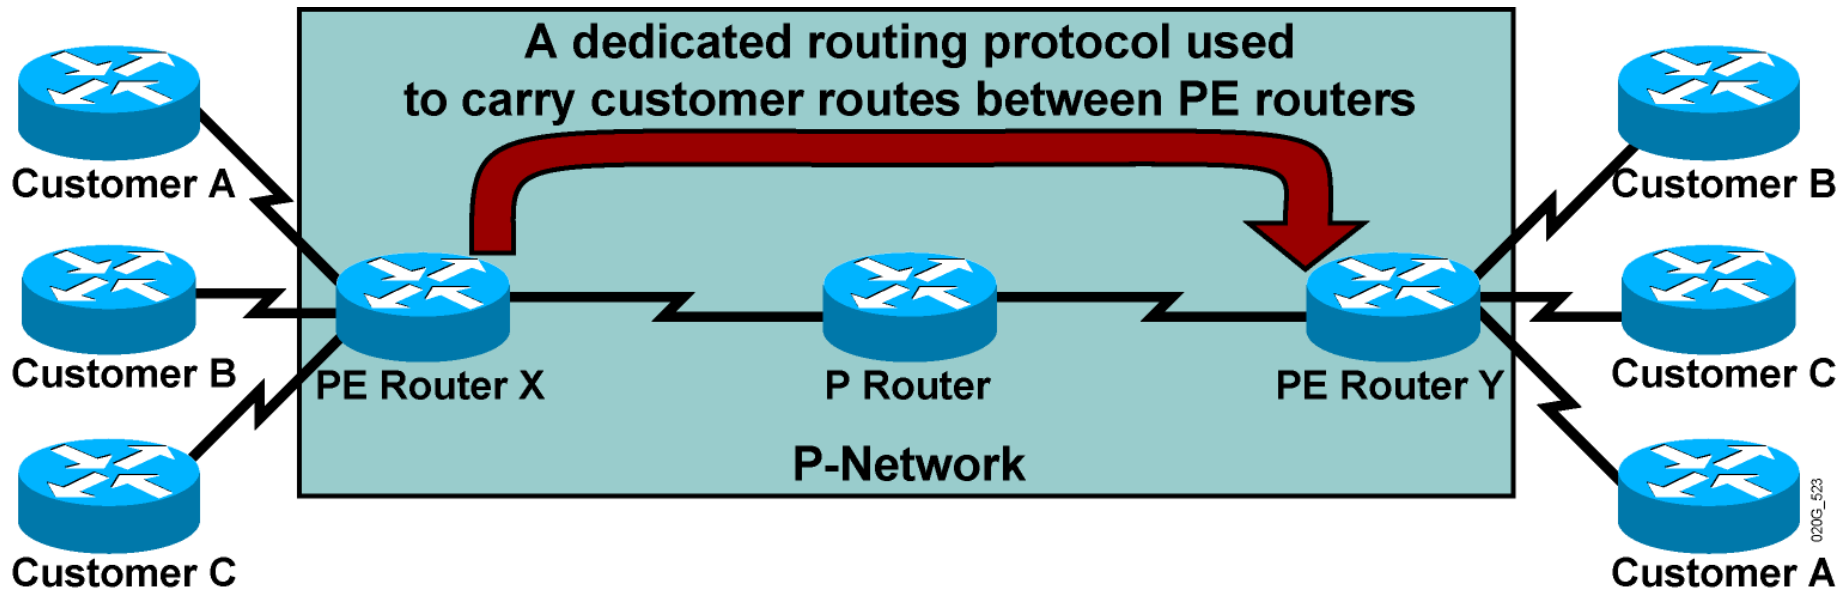 A dedicated routing protocol used
to carry customer routes between PE routers
Customer A
Customer B
Customer B
Customer C
PE Router X
P Router
PE Router Y
P-Network
Customer C
Customer A
020G_523